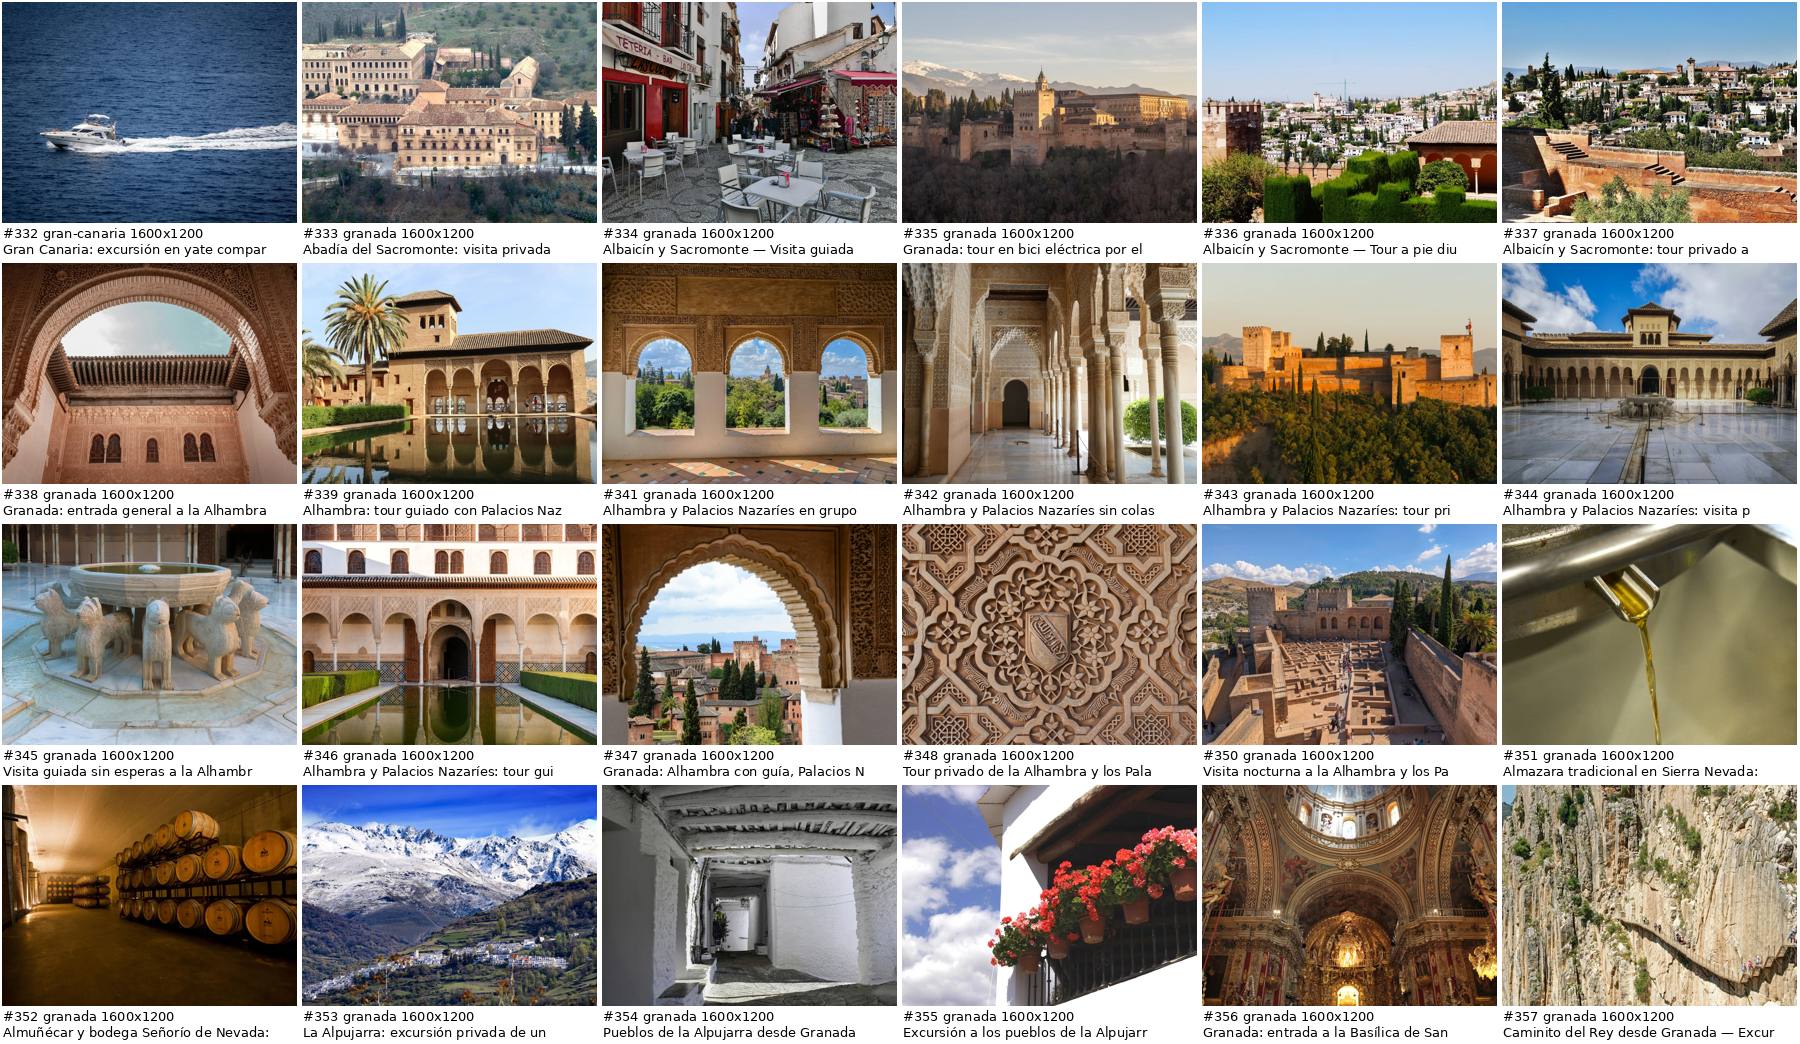 TETERIA - BAR
#332 gran-canaria 1600x1200
Gran Canaria: excursión en yate compar
#333 granada 1600x1200
Abadía del Sacromonte: visita privada
#334 granada 1600x1200
Albaicín y Sacromonte — Visita guiada
#335 granada 1600x1200
Granada: tour en bici eléctrica por el
#336 granada 1600x1200
Albaicín y Sacromonte — Tour a pie diu
#337 granada 1600x1200
Albaicín y Sacromonte: tour privado a
#338 granada 1600x1200
Granada: entrada general a la Alhambra
#339 granada 1600x1200
Alhambra: tour guiado con Palacios Naz
#341 granada 1600x1200
Alhambra y Palacios Nazaríes en grupo
#342 granada 1600x1200
Alhambra y Palacios Nazaríes sin colas
#343 granada 1600x1200
Alhambra y Palacios Nazaríes: tour pri
#344 granada 1600x1200
Alhambra y Palacios Nazaríes: visita p
#345 granada 1600x1200
Visita guiada sin esperas a la Alhambr
#346 granada 1600x1200
Alhambra y Palacios Nazaríes: tour gui
#347 granada 1600x1200
Granada: Alhambra con guía, Palacios N
#348 granada 1600x1200
Tour privado de la Alhambra y los Pala
#350 granada 1600x1200
Visita nocturna a la Alhambra y los Pa
#351 granada 1600x1200
Almazara tradicional en Sierra Nevada:
#352 granada 1600x1200
Almuñécar y bodega Señorío de Nevada:
#353 granada 1600x1200
La Alpujarra: excursión privada de un
#354 granada 1600x1200
Pueblos de la Alpujarra desde Granada
#355 granada 1600x1200
Excursión a los pueblos de la Alpujarr
#356 granada 1600x1200
Granada: entrada a la Basílica de San
#357 granada 1600x1200
Caminito del Rey desde Granada — Excur